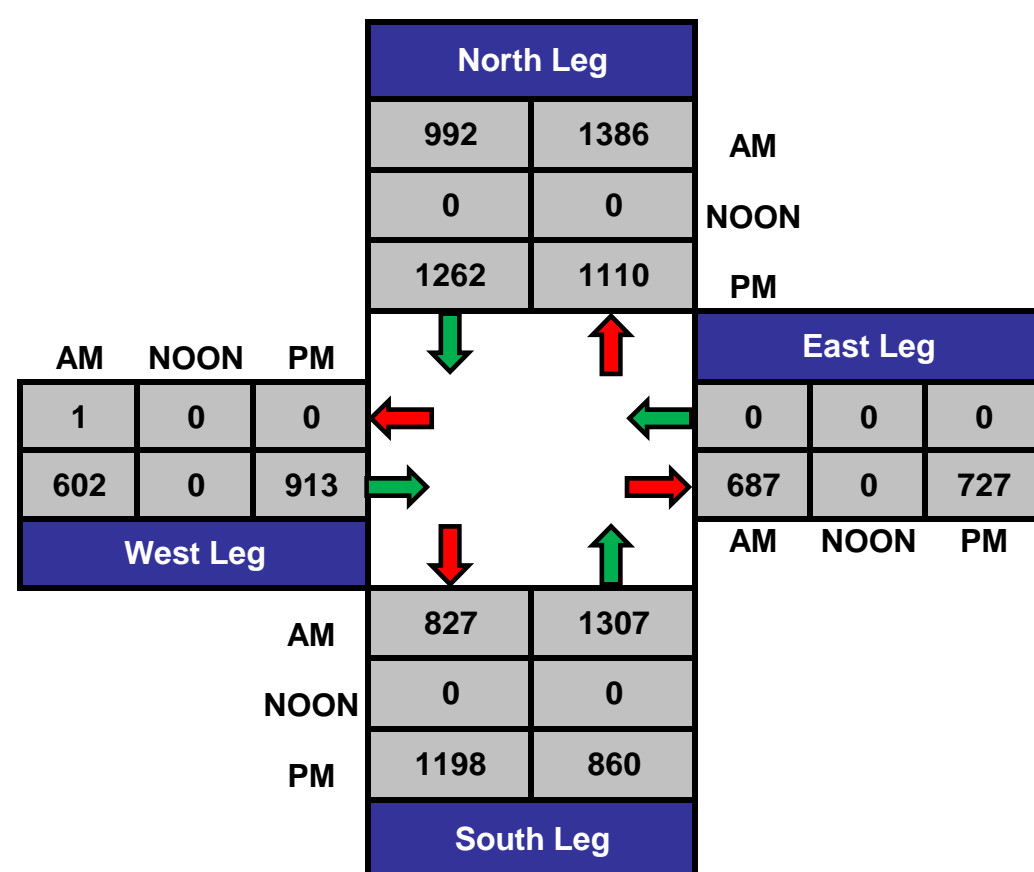 North Leg
992 1386 AM
0 0 NOON
1262 1110 PM
East Leg
AM NOON PM
1 0 0
0 0 0
602 0 913
687 0 727
West Leg
AM NOON PM
AM 827 1307
NOON 0 0
PM 1198 860
South Leg